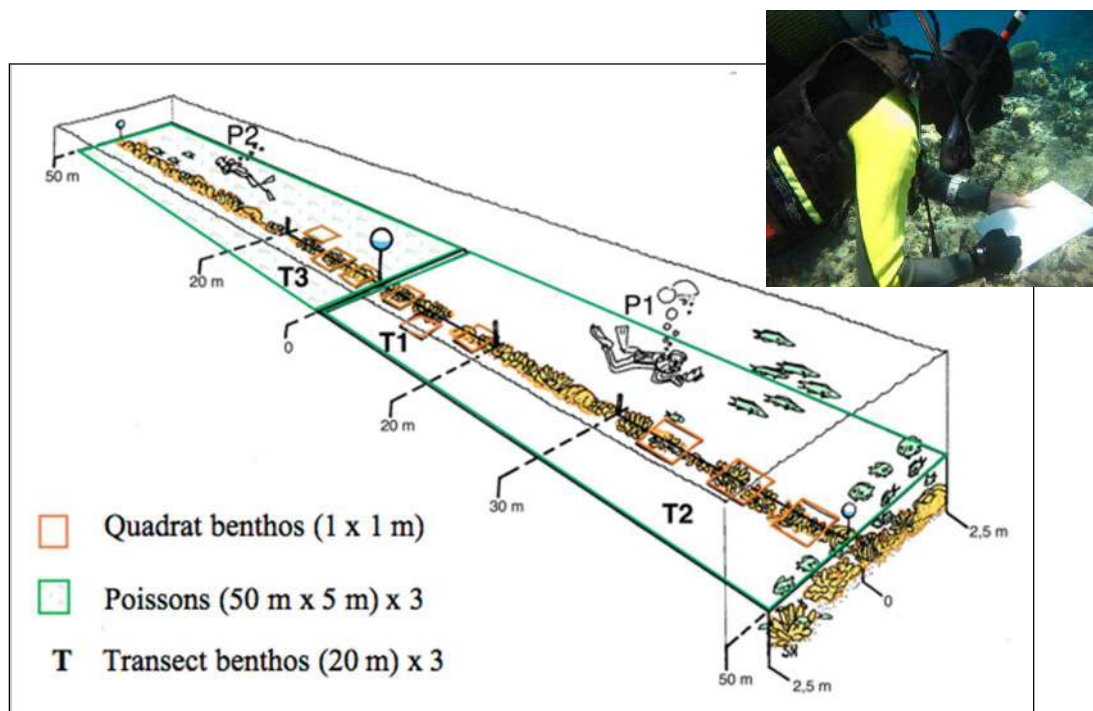 P2
50 m
T3
20 m
P1
0
T1
20 m
30 m
T2
2,5 m
0
50 m
2,5 m
SH
Quadrat benthos (1 x 1 m)
Poissons (50 m x 5 m) x 3
T Transect benthos (20 m) x 3